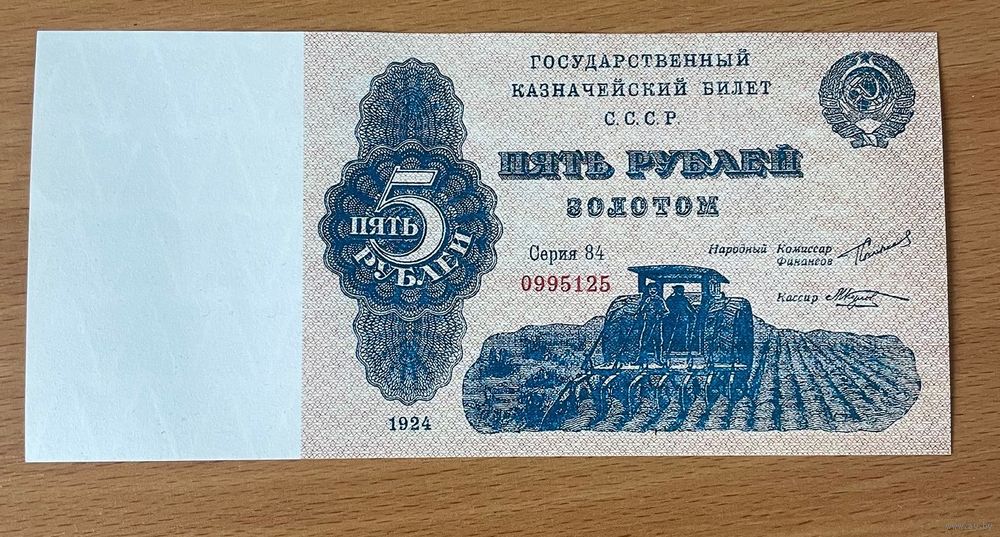 ГОСУДАРСТВЕННЫЙ
КАЗНАЧЕЙСКИЙ БИЛЕТ
С.С.С.Р.
ПЯТЬ РУБЛЕЙ
ЗОЛОТОМ
5
ПЯТЬ
РУБЛЕЙ
Серия 84
0995125
Народный Комиссар
Финансов
Кассир
1924